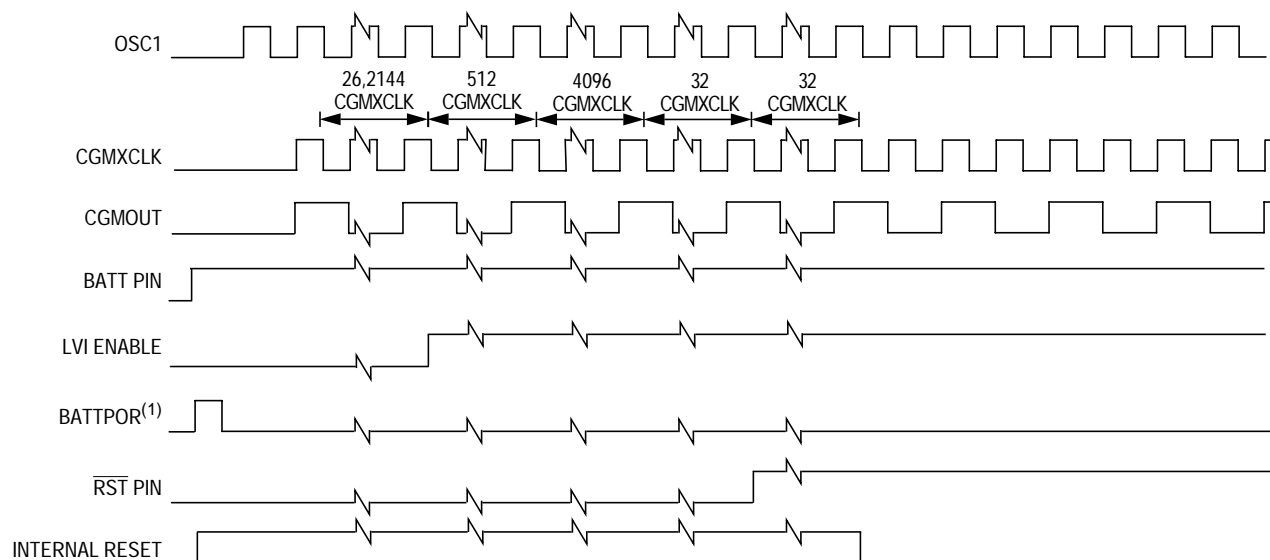 OSC1
26,2144
CGMXCLK
512
CGMXCLK
4096
CGMXCLK
32
CGMXCLK
32
CGMXCLK
CGMXCLK
CGMOUT
BATT PIN
LVI ENABLE
BATTPOR(1)
RST PIN
INTERNAL RESET